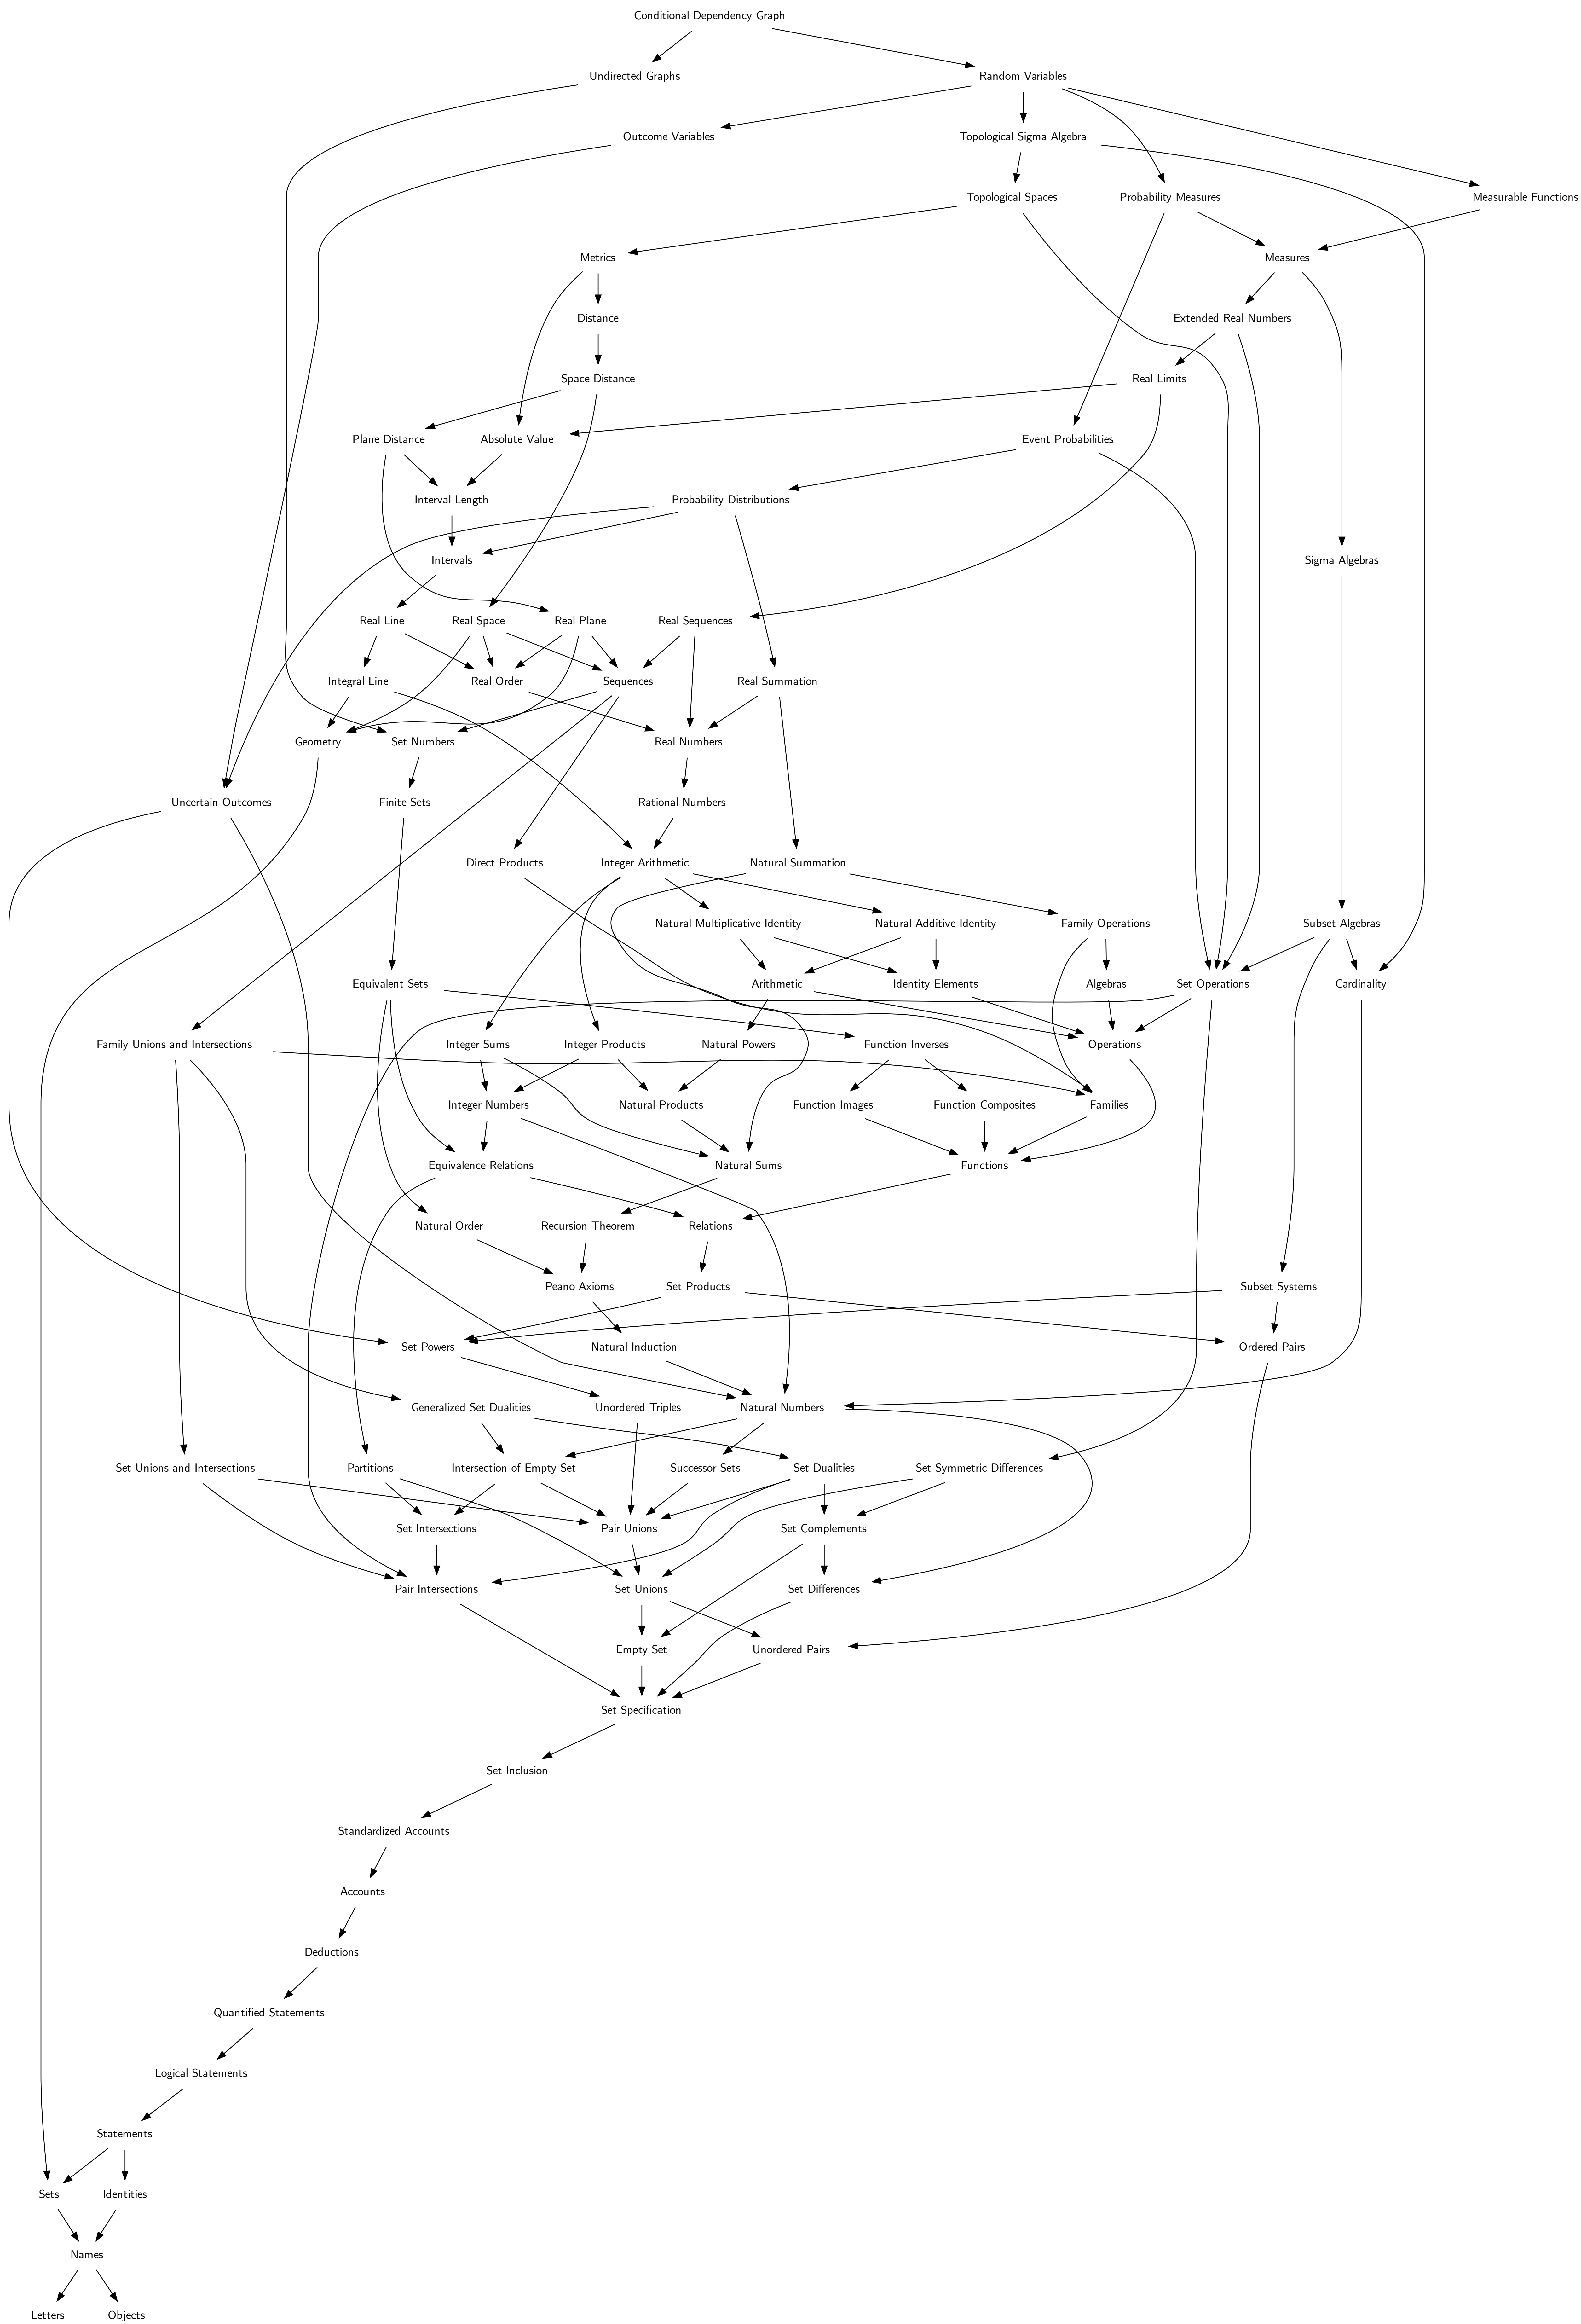 Conditional Dependency Graph
Undirected Graphs
Random Variables
Outcome Variables
Topological Sigma Algebra
Topological Spaces
Probability Measures
Measurable Functions
Metrics
Measures
Distance
Extended Real Numbers
Space Distance
Real Limits
Plane Distance
Absolute Value
Event Probabilities
Interval Length
Probability Distributions
Intervals
Sigma Algebras
Real Line
Real Space
Real Plane
Real Sequences
Integral Line
Real Order
Sequences
Real Summation
Geometry
Set Numbers
Real Numbers
Uncertain Outcomes
Finite Sets
Rational Numbers
Direct Products
Integer Arithmetic
Natural Summation
Natural Multiplicative Identity
Natural Additive Identity
Family Operations
Subset Algebras
Equivalent Sets
Arithmetic
Identity Elements
Algebras
Set Operations
Cardinality
Family Unions and Intersections
Integer Sums
Integer Products
Natural Powers
Function Inverses
Operations
Integer Numbers
Natural Products
Function Images
Function Composites
Families
Equivalence Relations
Natural Sums
Functions
Natural Order
Recursion Theorem
Relations
Peano Axioms
Set Products
Subset Systems
Set Powers
Natural Induction
Ordered Pairs
Generalized Set Dualities
Unordered Triples
Natural Numbers
Set Unions and Intersections
Partitions
Intersection of Empty Set
Successor Sets
Set Dualities
Set Symmetric Differences
Set Intersections
Pair Unions
Set Complements
Pair Intersections
Set Unions
Set Differences
Empty Set
Unordered Pairs
Set Specification
Set Inclusion
Standardized Accounts
Accounts
Deductions
Quantified Statements
Logical Statements
Statements
Sets
Identities
Names
Letters
Objects